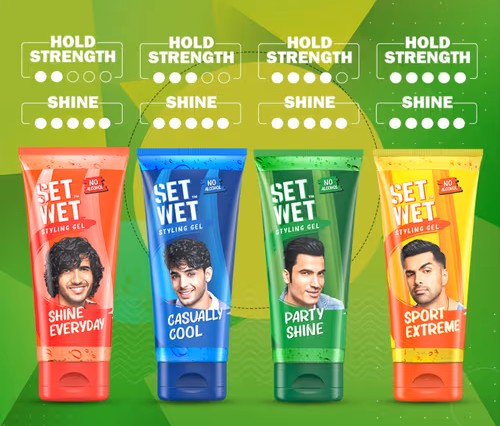 HOLD STRENGTH
SHINE
HOLD STRENGTH
SHINE
HOLD STRENGTH
SHINE
HOLD STRENGTH
SHINE
SET WET
NO ALCOHOL
STYLING GEL
SHINE
EVERYDAY
SET WET
NO ALCOHOL
STYLING GEL
CASUALLY
COOL
SET WET
NO ALCOHOL
STYLING GEL
PARTY
SHINE
SET WET
NO ALCOHOL
STYLING GEL
SPORT
EXTREME